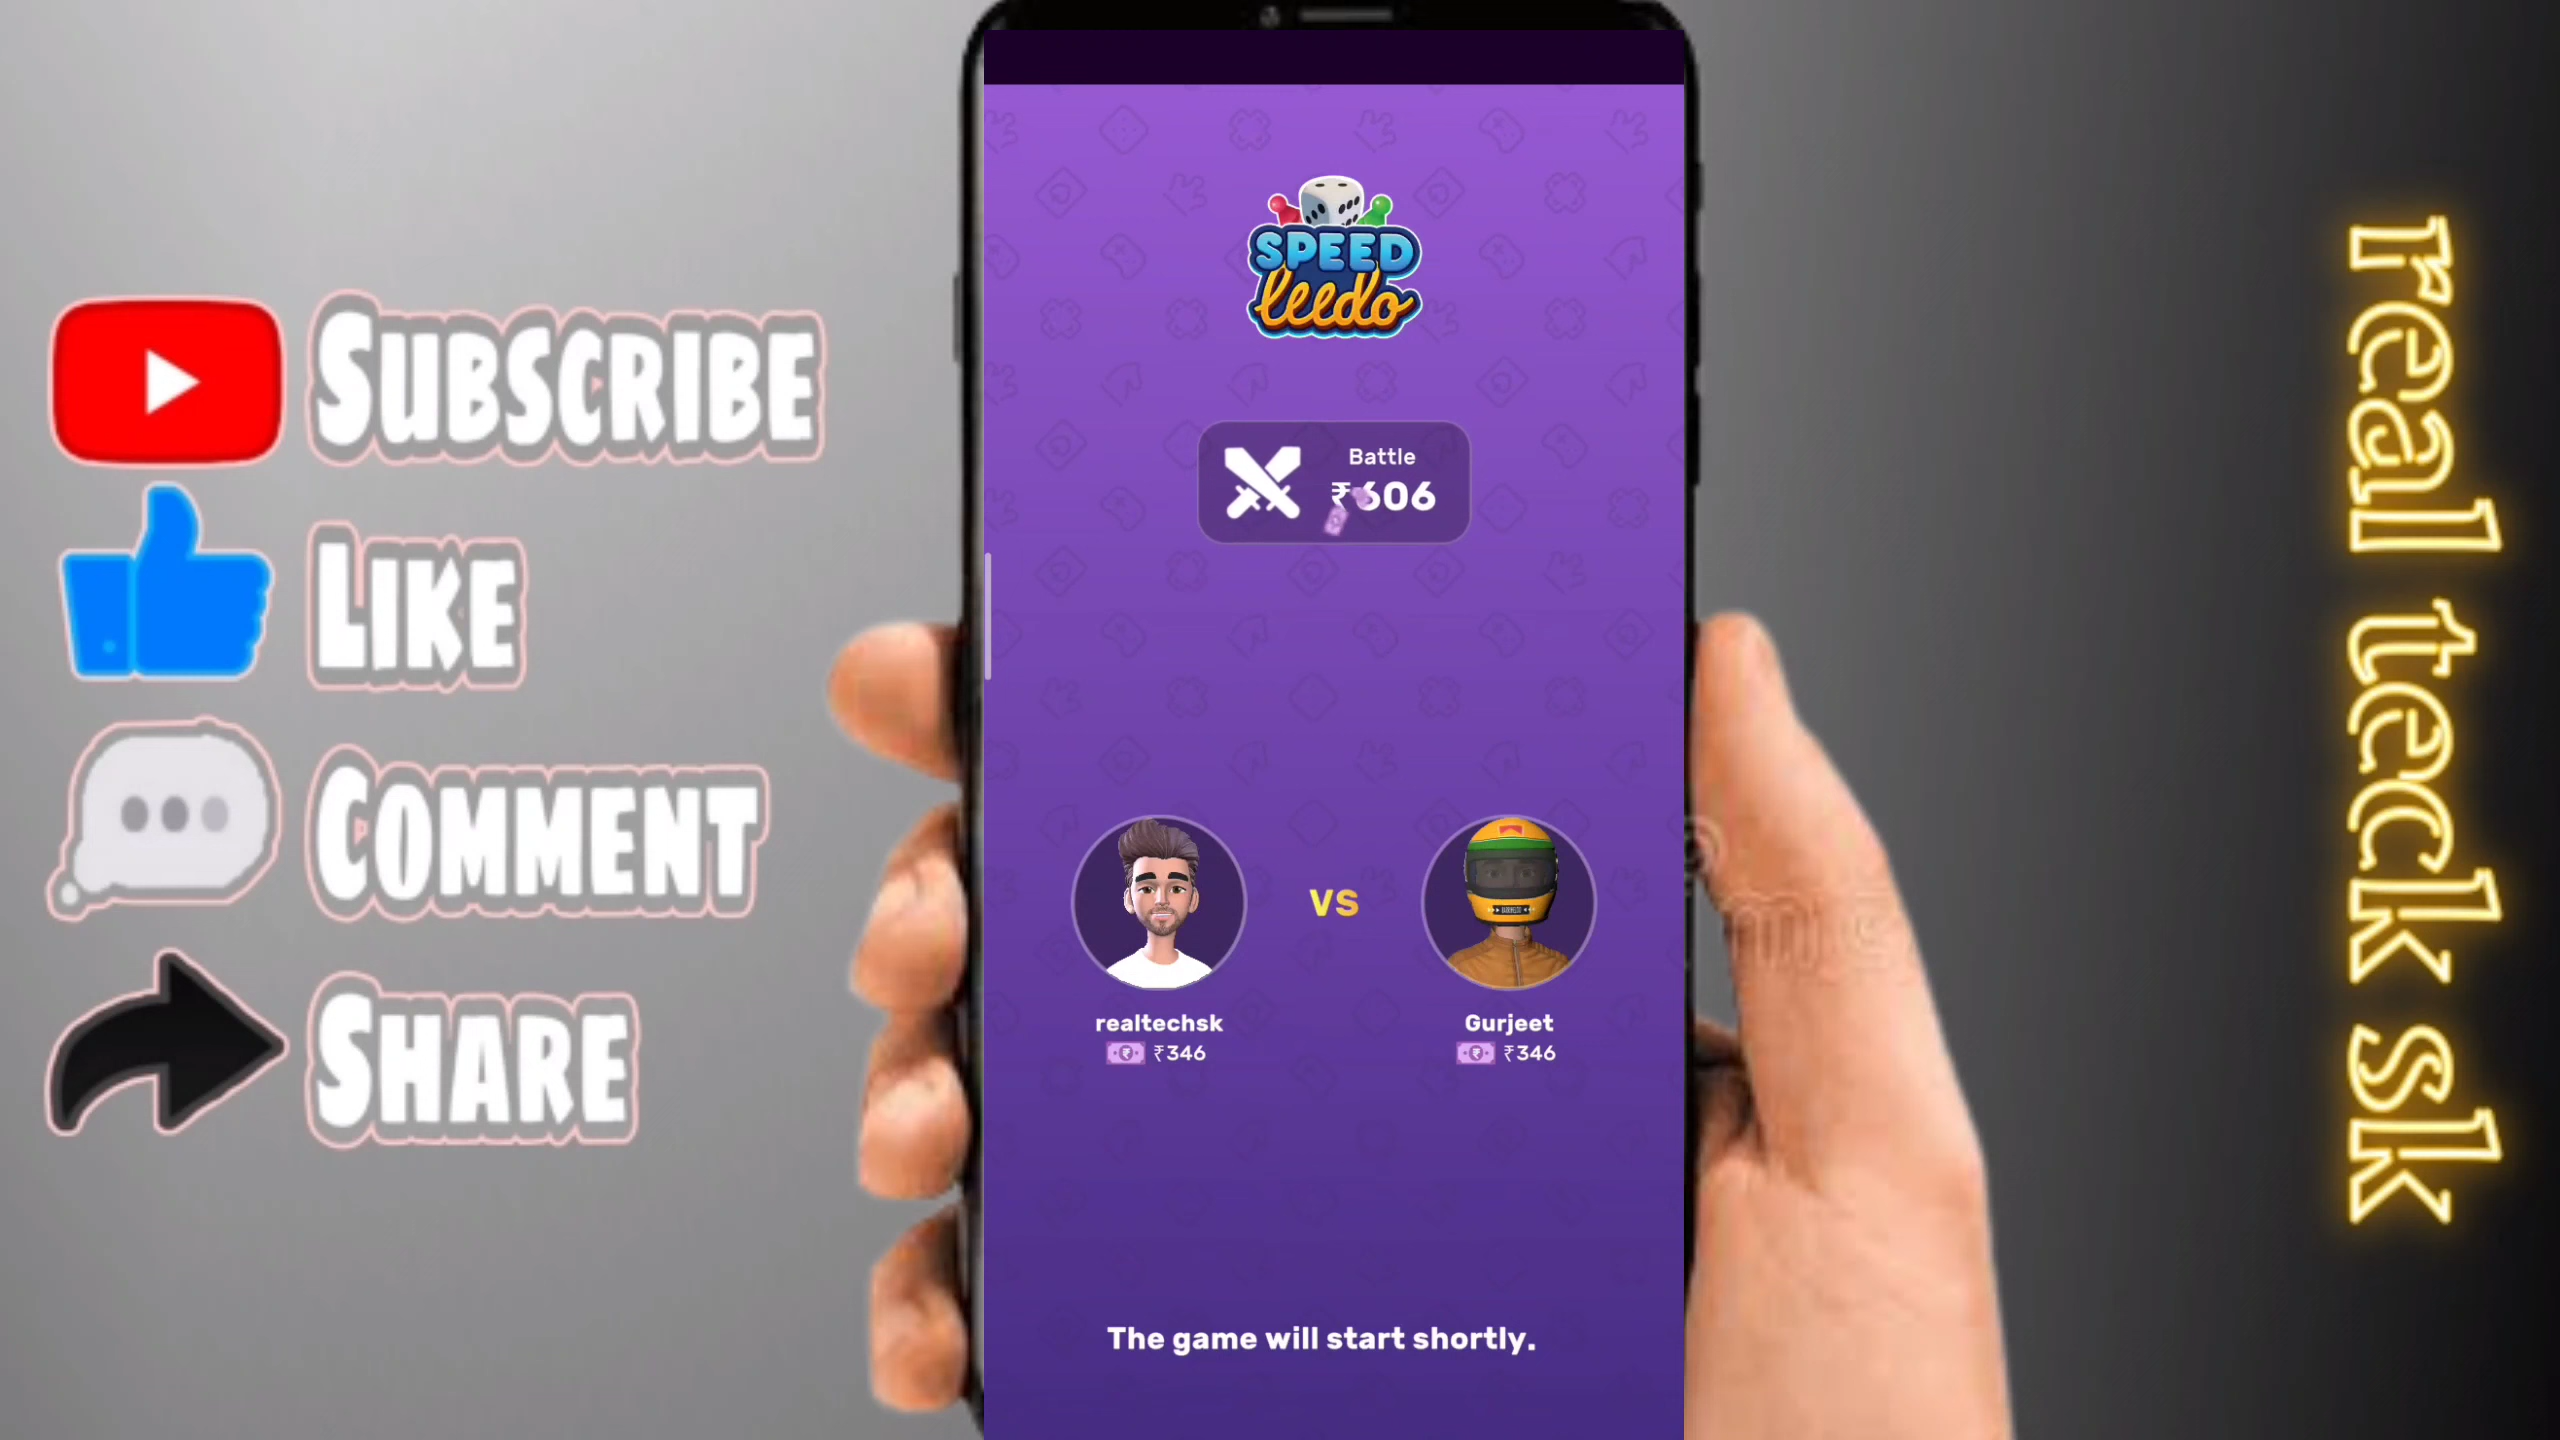 SUBSCRIBE
LIKE
COMMENT
SHARE
SPEED
leedo
Battle
₹606
VS
realtechsk
₹346
Gurjeet
₹346
The game will start shortly.
real teck sk